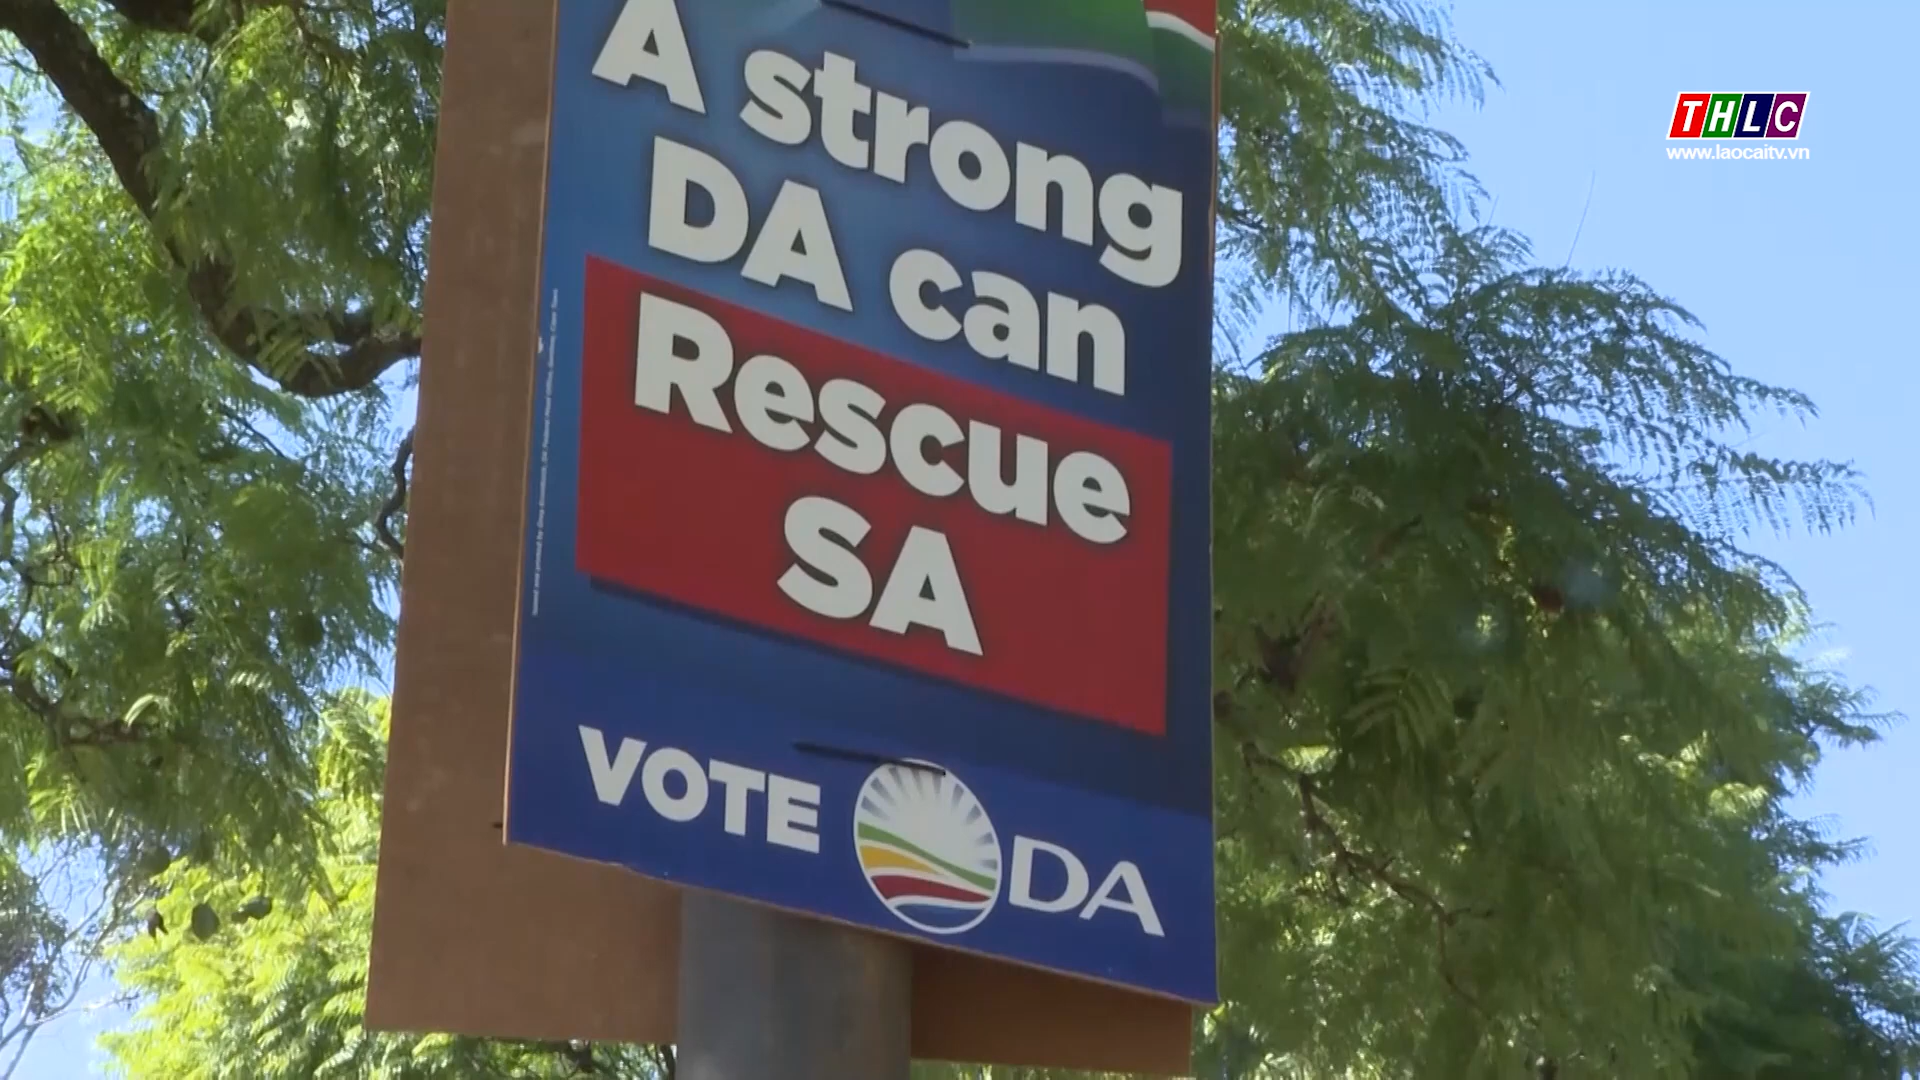 A strong
DA can
Rescue
SA
VOTE DA
THLC
www.laocaitv.vn